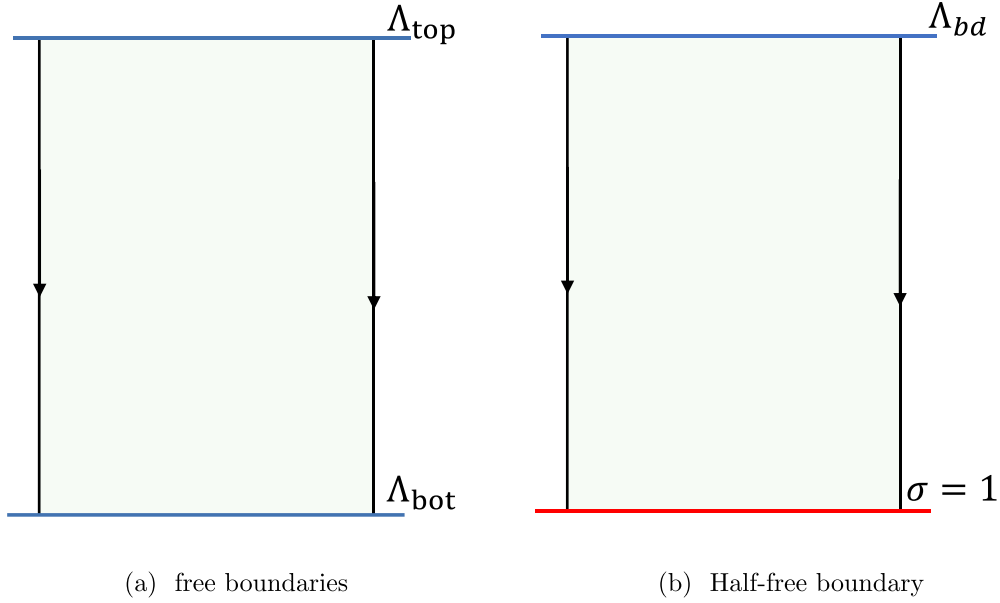 Λtop
Λbd
Λbot
σ = 1
(a) free boundaries
(b) Half-free boundary